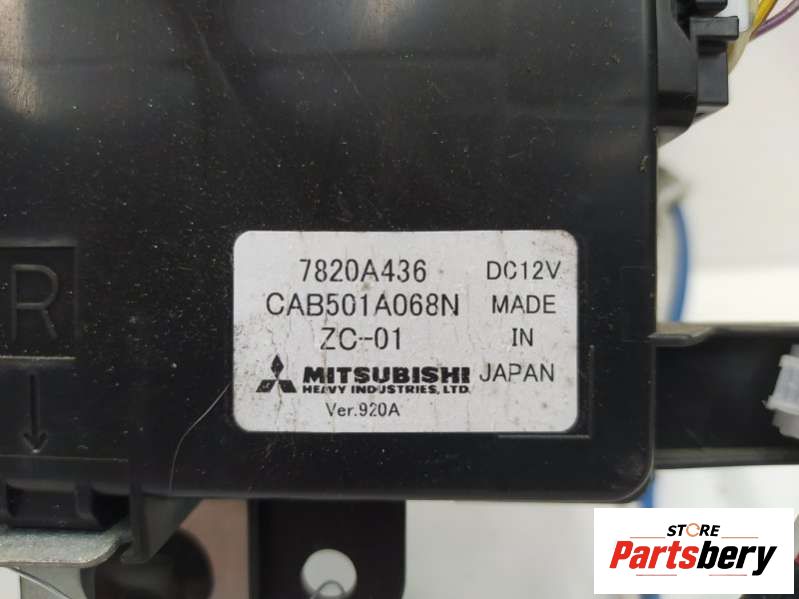 7820A436 DC12V
CAB501A068N MADE
ZC-01 IN
MITSUBISHI JAPAN
HEAVY INDUSTRIES, LTD.
Ver.920A
R
STORE
Partsbery